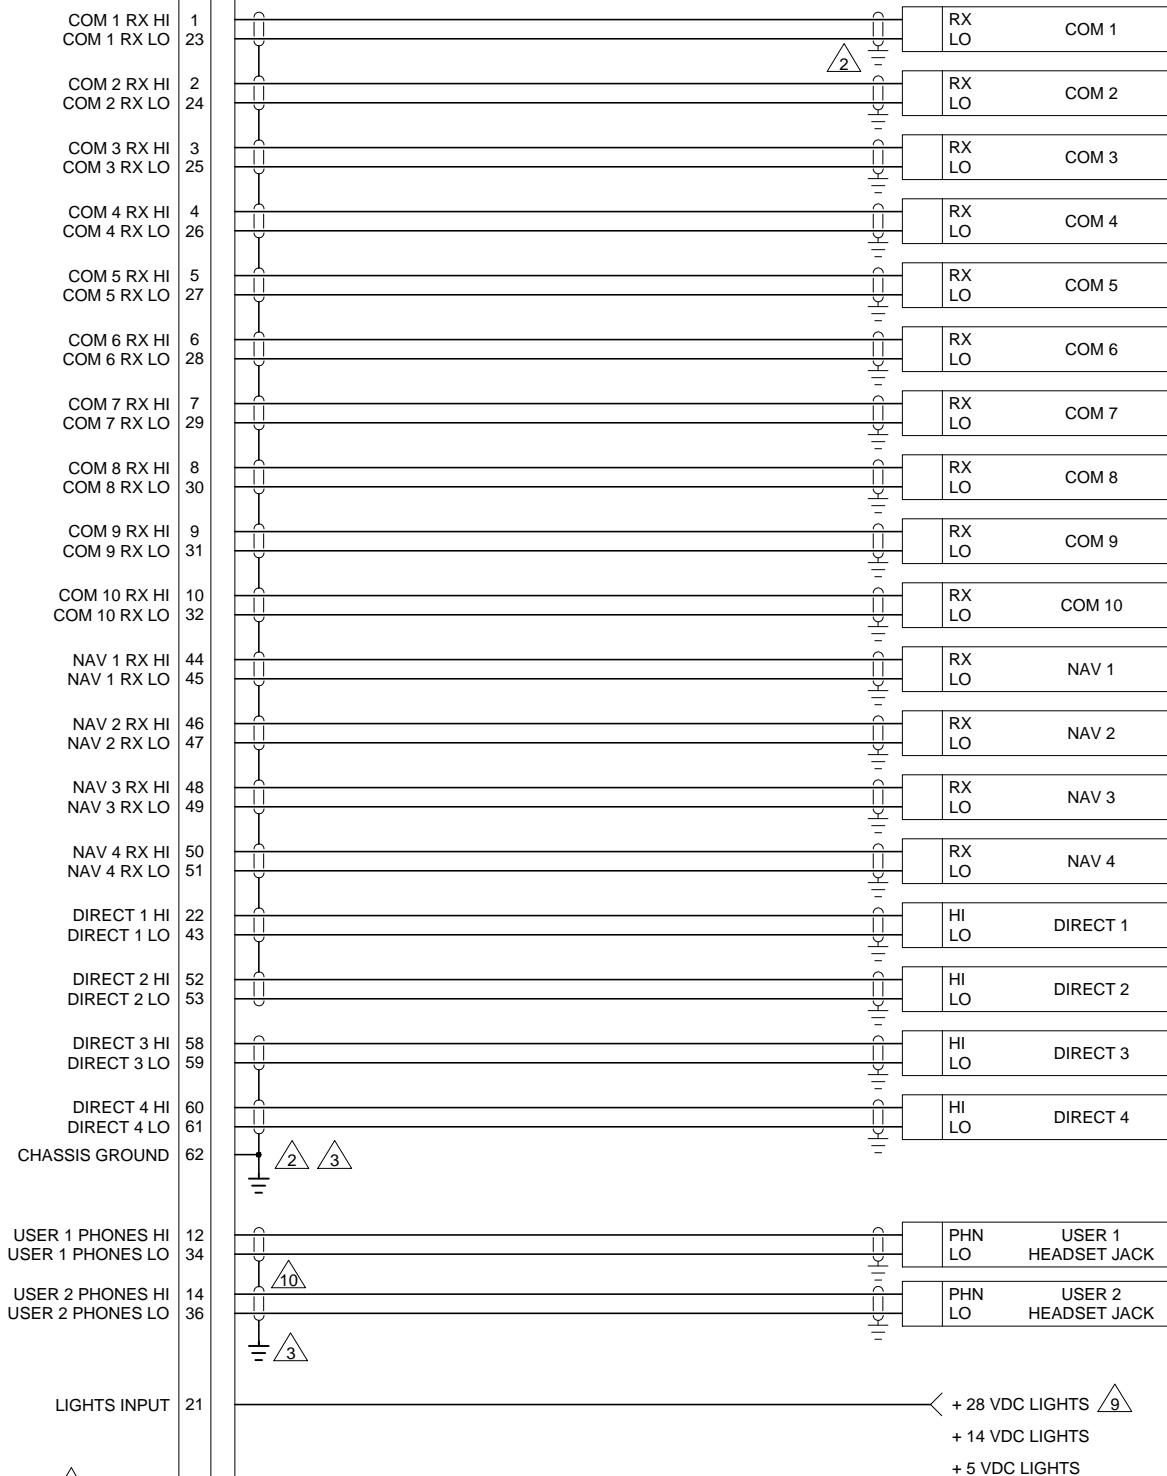 COM 1 RX HI 1 RX
COM 1 RX LO 23 LO COM 1
2
COM 2 RX HI 2 RX
COM 2 RX LO 24 LO COM 2
COM 3 RX HI 3 RX
COM 3 RX LO 25 LO COM 3
COM 4 RX HI 4 RX
COM 4 RX LO 26 LO COM 4
COM 5 RX HI 5 RX
COM 5 RX LO 27 LO COM 5
COM 6 RX HI 6 RX
COM 6 RX LO 28 LO COM 6
COM 7 RX HI 7 RX
COM 7 RX LO 29 LO COM 7
COM 8 RX HI 8 RX
COM 8 RX LO 30 LO COM 8
COM 9 RX HI 9 RX
COM 9 RX LO 31 LO COM 9
COM 10 RX HI 10 RX
COM 10 RX LO 32 LO COM 10
NAV 1 RX HI 44 RX
NAV 1 RX LO 45 LO NAV 1
NAV 2 RX HI 46 RX
NAV 2 RX LO 47 LO NAV 2
NAV 3 RX HI 48 RX
NAV 3 RX LO 49 LO NAV 3
NAV 4 RX HI 50 RX
NAV 4 RX LO 51 LO NAV 4
DIRECT 1 HI 22 HI
DIRECT 1 LO 43 LO DIRECT 1
DIRECT 2 HI 52 HI
DIRECT 2 LO 53 LO DIRECT 2
DIRECT 3 HI 58 HI
DIRECT 3 LO 59 LO DIRECT 3
DIRECT 4 HI 60 HI
DIRECT 4 LO 61 LO DIRECT 4
CHASSIS GROUND 62 2 3
USER 1 PHONES HI 12 PHN USER 1
USER 1 PHONES LO 34 LO HEADSET JACK
10
USER 2 PHONES HI 14 PHN USER 2
USER 2 PHONES LO 36 LO HEADSET JACK
3
LIGHTS INPUT 21 + 28 VDC LIGHTS 9
+ 14 VDC LIGHTS
+ 5 VDC LIGHTS